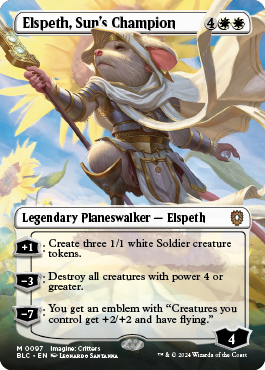 Elspeth, Sun's Champion 4
Legendary Planeswalker — Elspeth
+1: Create three 1/1 white Soldier creature
tokens.
-3: Destroy all creatures with power 4 or
greater.
-7: You get an emblem with "Creatures you
control get +2/+2 and have flying."
4
M 0097 Imagine: Critters
BLC • EN Leonardo Santanna
™ & © 2024 Wizards of the Coast